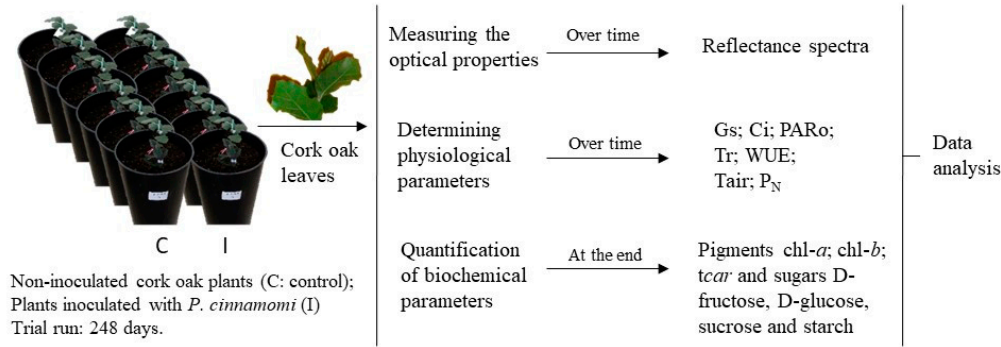 C I
Non-inoculated cork oak plants (C: control);
Plants inoculated with P. cinnamomi (I)
Trial run: 248 days.
Cork oak
leaves
Measuring the
optical properties
Over time
Reflectance spectra
Determining
physiological
parameters
Over time
Gs; Ci; PARo;
Tr; WUE;
Tair; PN
Quantification
of biochemical
parameters
At the end
Pigments chl-a; chl-b;
tcar and sugars D-
fructose, D-glucose,
sucrose and starch
Data
analysis